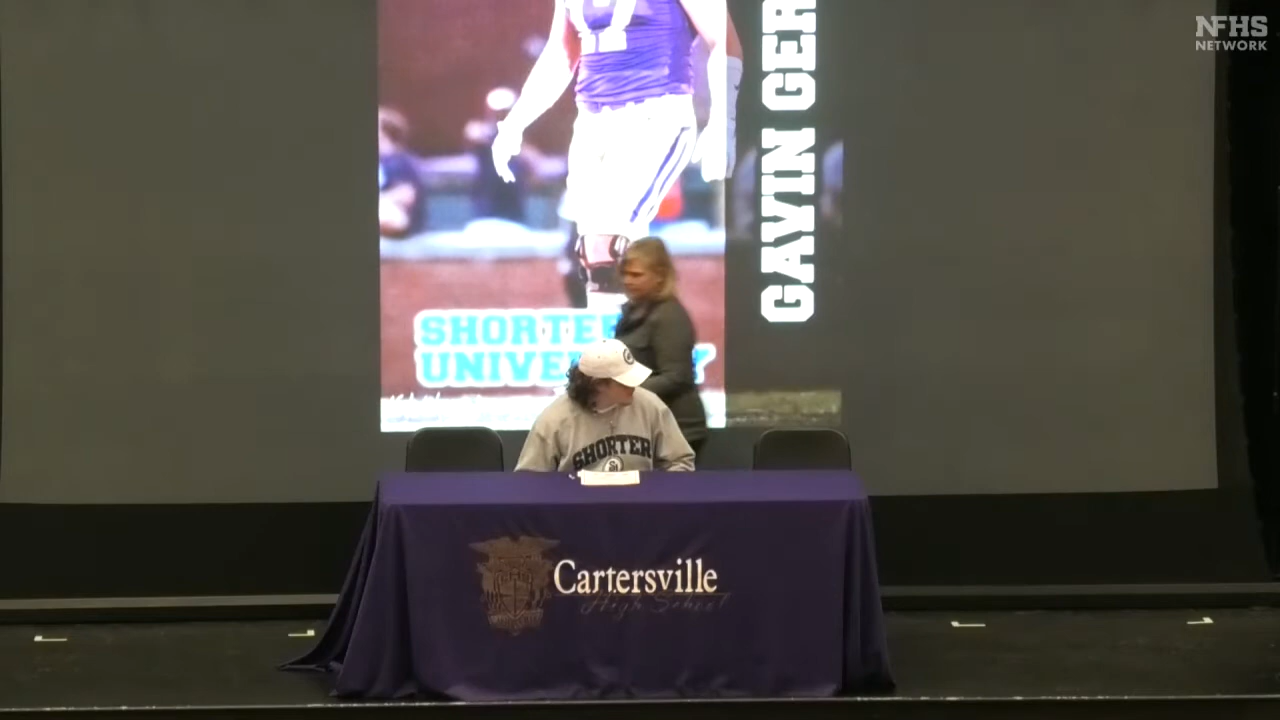 NFHS
NETWORK
GAVIN GER
SHORTER
UNIVE
Y
SHORTER
Cartersville
High School